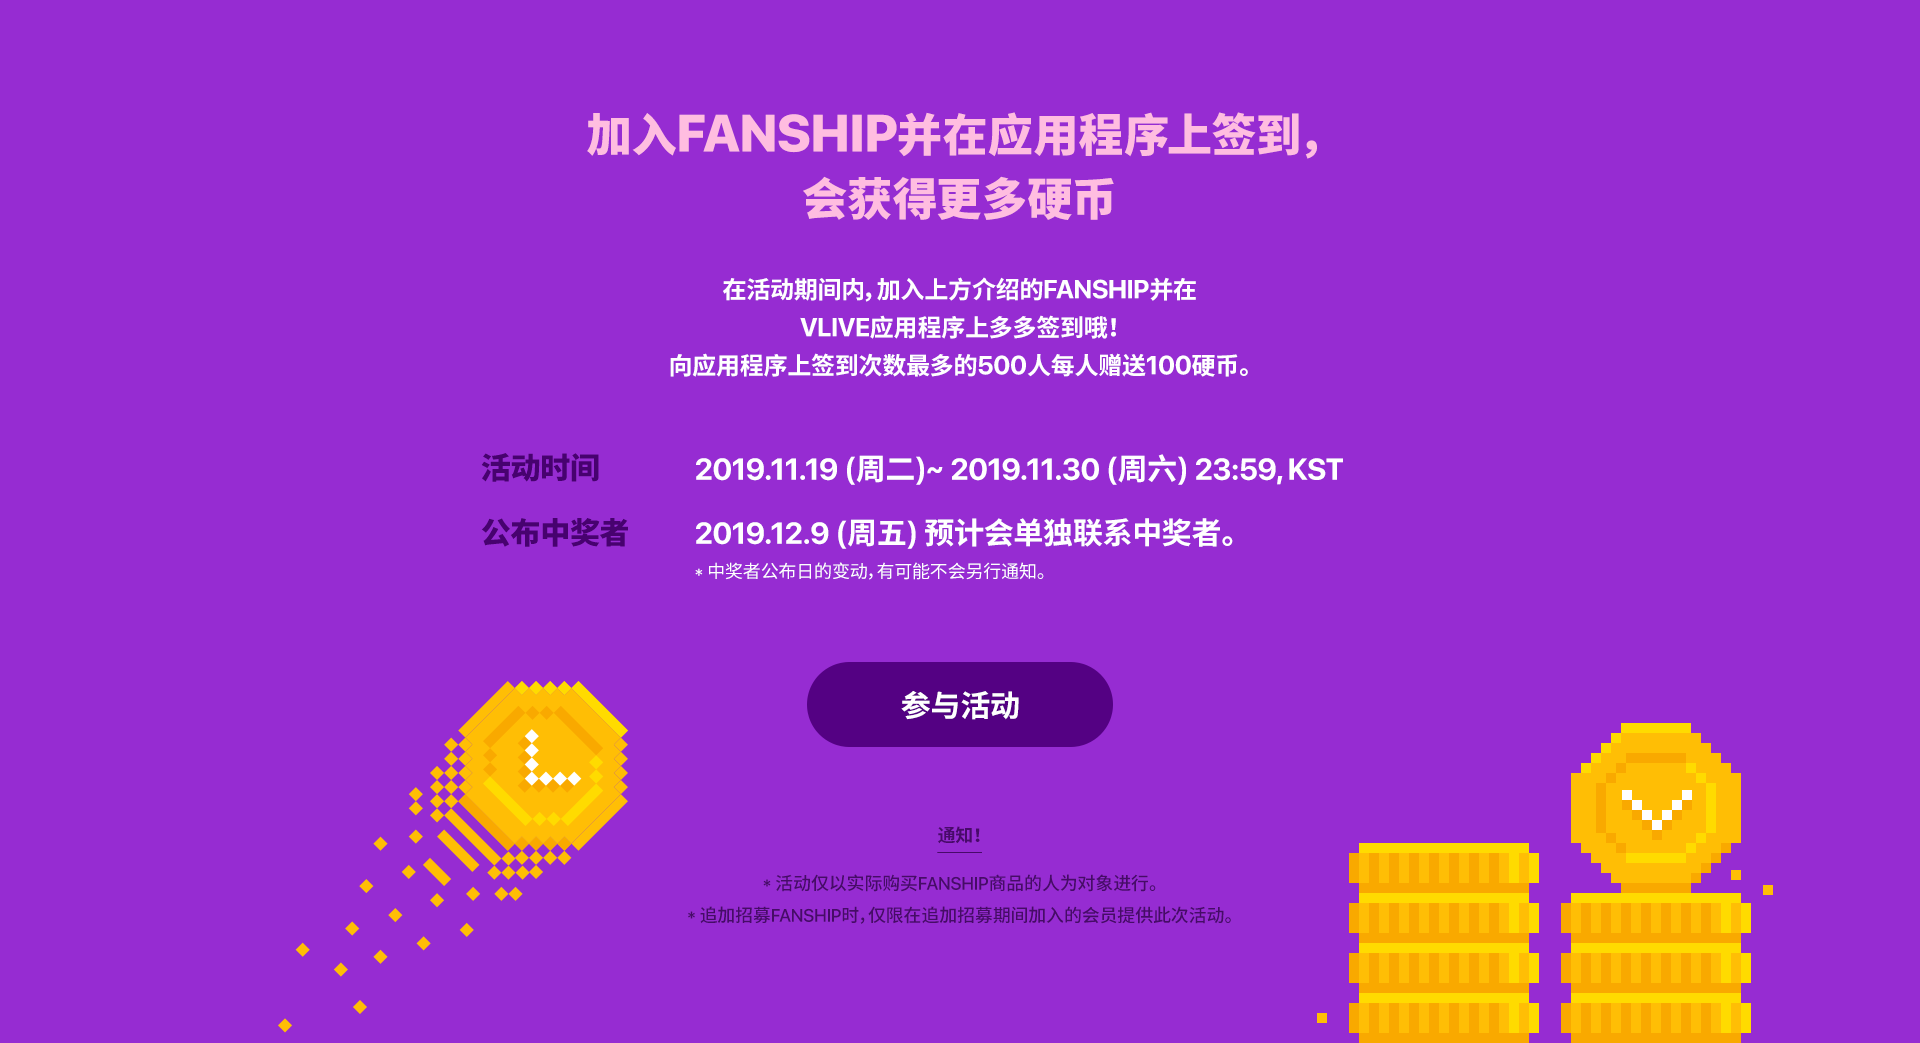 加入FANSHIP并在应用程序上签到，
会获得更多硬币
在活动期间内，加入上方介绍的FANSHIP并在
VLIVE应用程序上多多签到哦！
向应用程序上签到次数最多的500人每人赠送100硬币。
活动时间 2019.11.19 (周二)~ 2019.11.30 (周六) 23:59, KST
公布中奖者 2019.12.9 (周五) 预计会单独联系中奖者。
* 中奖者公布日的变动，有可能不会另行通知。
参与活动
通知！
* 活动仅以实际购买FANSHIP商品的人为对象进行。
* 追加招募FANSHIP时，仅限在追加招募期间加入的会员提供此次活动。